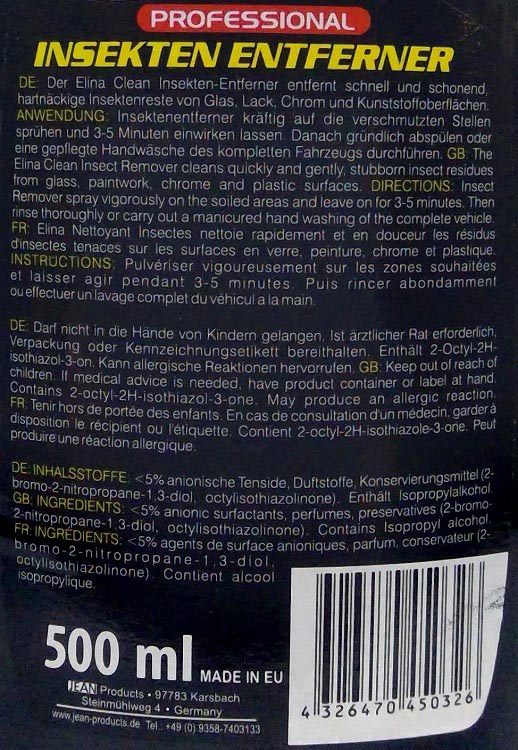 PROFESSIONAL
INSEKTEN ENTFERNER
DE: Der Elina Clean Insekten-Entferner entfernt schnell und schonend,
hartnäckige Insektenreste von Glas, Lack, Chrom und Kunststoffoberflächen.
ANWENDUNG: Insektenentferner kräftig auf die verschmutzten Stellen
sprühen und 3-5 Minuten einwirken lassen. Danach gründlich abspülen oder
eine gepflegte Handwäsche des kompletten Fahrzeugs durchführen. GB: The
Elina Clean Insect Remover cleans quickly and gently, stubborn insect residues
from glass, paintwork, chrome and plastic surfaces. DIRECTIONS: Insect
Remover spray vigorously on the soiled areas and leave on for 3-5 minutes. Then
rinse thoroughly or carry out a manicured hand washing of the complete vehicle.
FR: Elina Nettoyant Insectes nettoie rapidement et en douceur les résidus
d'insectes tenaces sur les surfaces en verre, peinture, chrome et plastique.
INSTRUCTIONS: Pulvériser vigoureusement sur les zones souhaitées
et laisser agir pendant 3-5 minutes. Puis rincer abondamment
ou effectuer un lavage complet du véhicul a la main.
DE: Darf nicht in die Hände von Kindern gelangen. Ist ärztlicher Rat erforderlich,
Verpackung oder Kennzeichnungsetikett bereithalten. Enthält 2-Octyl-2H-
isothiazol-3-on. Kann allergische Reaktionen hervorrufen. GB: Keep out of reach of
children. If medical advice is needed, have product container or label at hand.
Contains 2-octyl-2H-isothiazol-3-one. May produce an allergic reaction.
FR: Tenir hors de portée des enfants. En cas de consultation d'un médecin, garder à
disposition le récipient ou l'étiquette. Contient 2-octyl-2H-isothiazole-3-one. Peut
produire une réaction allergique.
DE: INHALSSTOFFE: <5% anionische Tenside, Duftstoffe, Konservierungsmittel (2-
bromo-2-nitropropane-1,3-diol, octylisothiazolinone). Enthält Isopropylalkohol.
GB: INGREDIENTS: <5% anionic surfactants, perfumes, preservatives (2-bromo-
2-nitropropane-1,3-diol, octylisothiazolinone). Contains Isopropyl alcohol.
FR: INGRÉDIENTS: <5% agents de surface anioniques, parfum, conservateur (2-
bromo-2-nitropropane-1,3-diol,
octylisothiazolinone). Contient alcool
isopropylique.
500 ml MADE IN EU
JEAN Products • 97783 Karsbach
Steinmühlweg 4 • Germany
www.jean-products.de Tel.: +49 (0) 9358-7403133
4 326470 450326